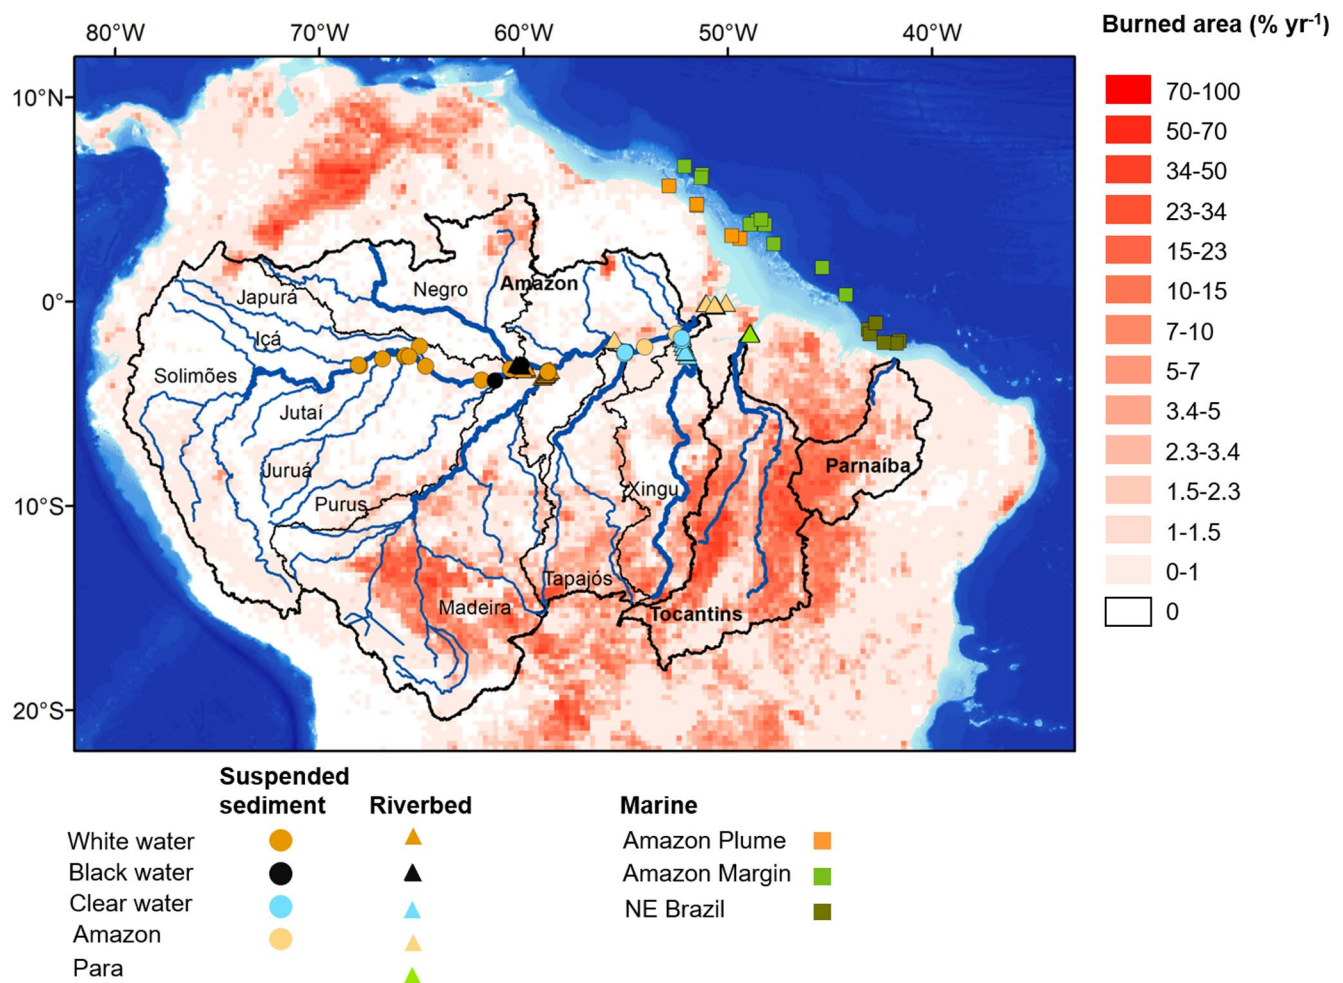 80°W 70°W 60°W 50°W 40°W
Burned area (% yr-1)
10°N
0°
10°S
20°S
Japurá
Negro
Amazon
Içá
Solimões
Jutaí
Juruá
Purus
Xingu
Parnaíba
Tapajós
Madeira
Tocantins
70-100
50-70
34-50
23-34
15-23
10-15
7-10
5-7
3.4-5
2.3-3.4
1.5-2.3
1-1.5
0-1
0
Suspended
sediment Riverbed
White water
Black water
Clear water
Amazon
Para
Marine
Amazon Plume
Amazon Margin
NE Brazil